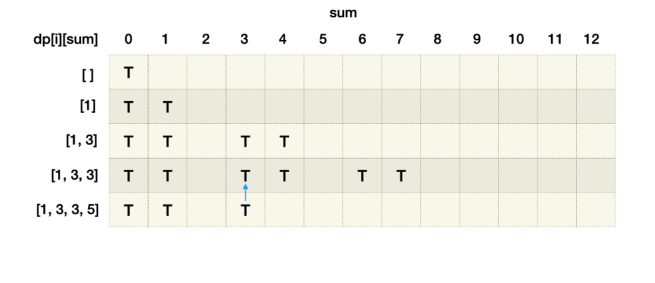 sum
dp[i][sum] 0 1 2 3 4 5 6 7 8 9 10 11 12
[ ] T
[1] T T
[1, 3] T T T T
[1, 3, 3] T T T T T T
[1, 3, 3, 5] T T T